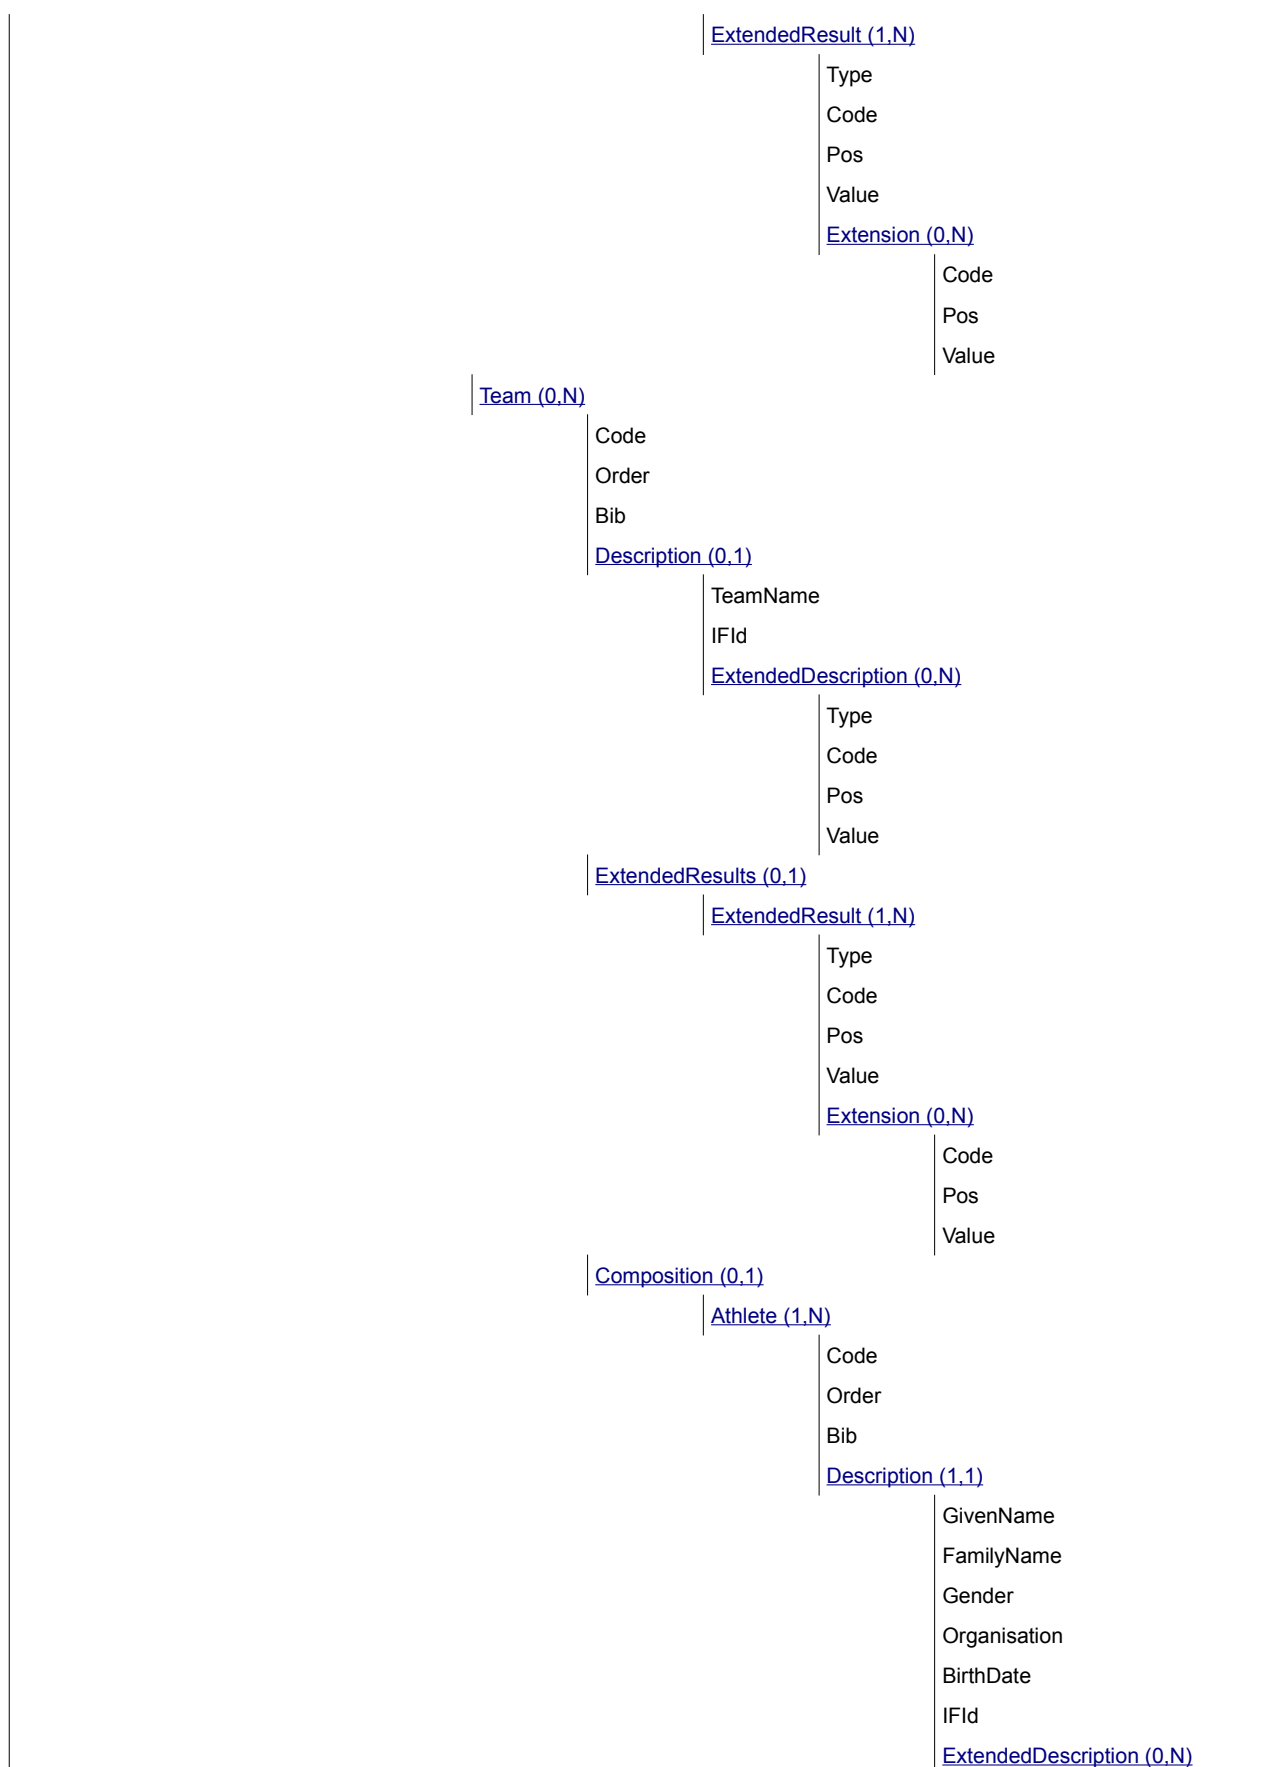 ExtendedResult (1,N)
Type
Code
Pos
Value
Extension (0,N)
Code
Pos
Value
Team (0,N)
Code
Order
Bib
Description (0,1)
TeamName
IFId
ExtendedDescription (0,N)
Type
Code
Pos
Value
ExtendedResults (0,1)
ExtendedResult (1,N)
Type
Code
Pos
Value
Extension (0,N)
Code
Pos
Value
Composition (0,1)
Athlete (1,N)
Code
Order
Bib
Description (1,1)
GivenName
FamilyName
Gender
Organisation
BirthDate
IFId
ExtendedDescription (0,N)